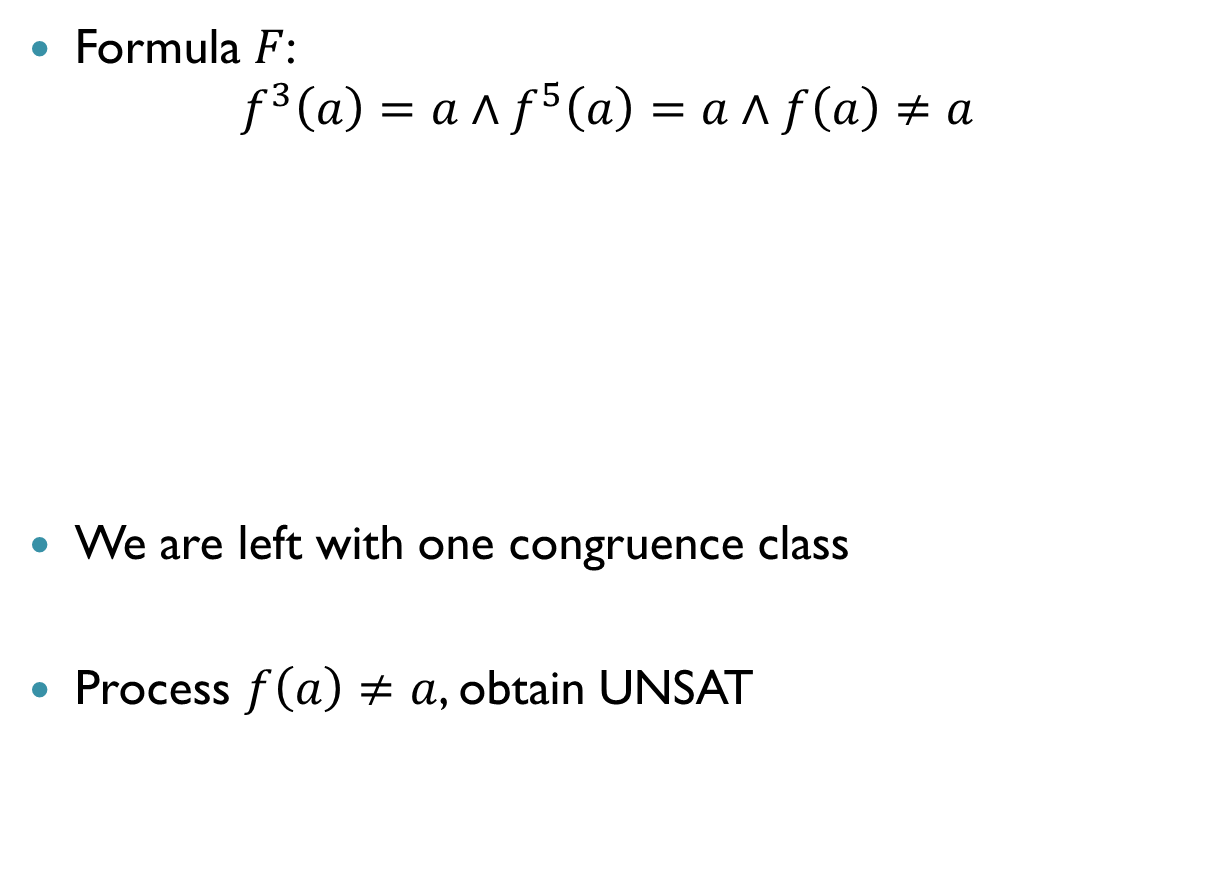 • Formula 𝐹:
𝑓³(𝑎) = 𝑎 ∧ 𝑓⁵(𝑎) = 𝑎 ∧ 𝑓(𝑎) ≠ 𝑎
• We are left with one congruence class
• Process 𝑓(𝑎) ≠ 𝑎, obtain UNSAT